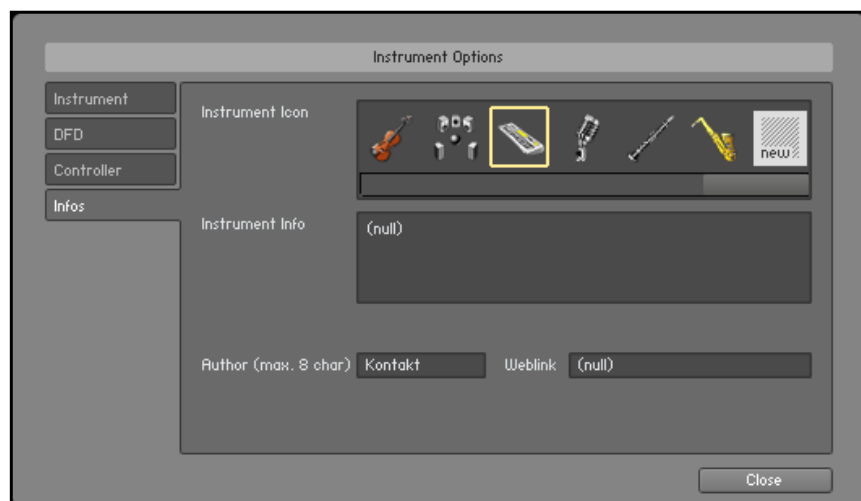 Instrument Options
Instrument
DFD
Controller
Infos
Instrument Icon
new
Instrument Info
(null)
Author (max. 8 char) Kontakt Weblink (null)
Close